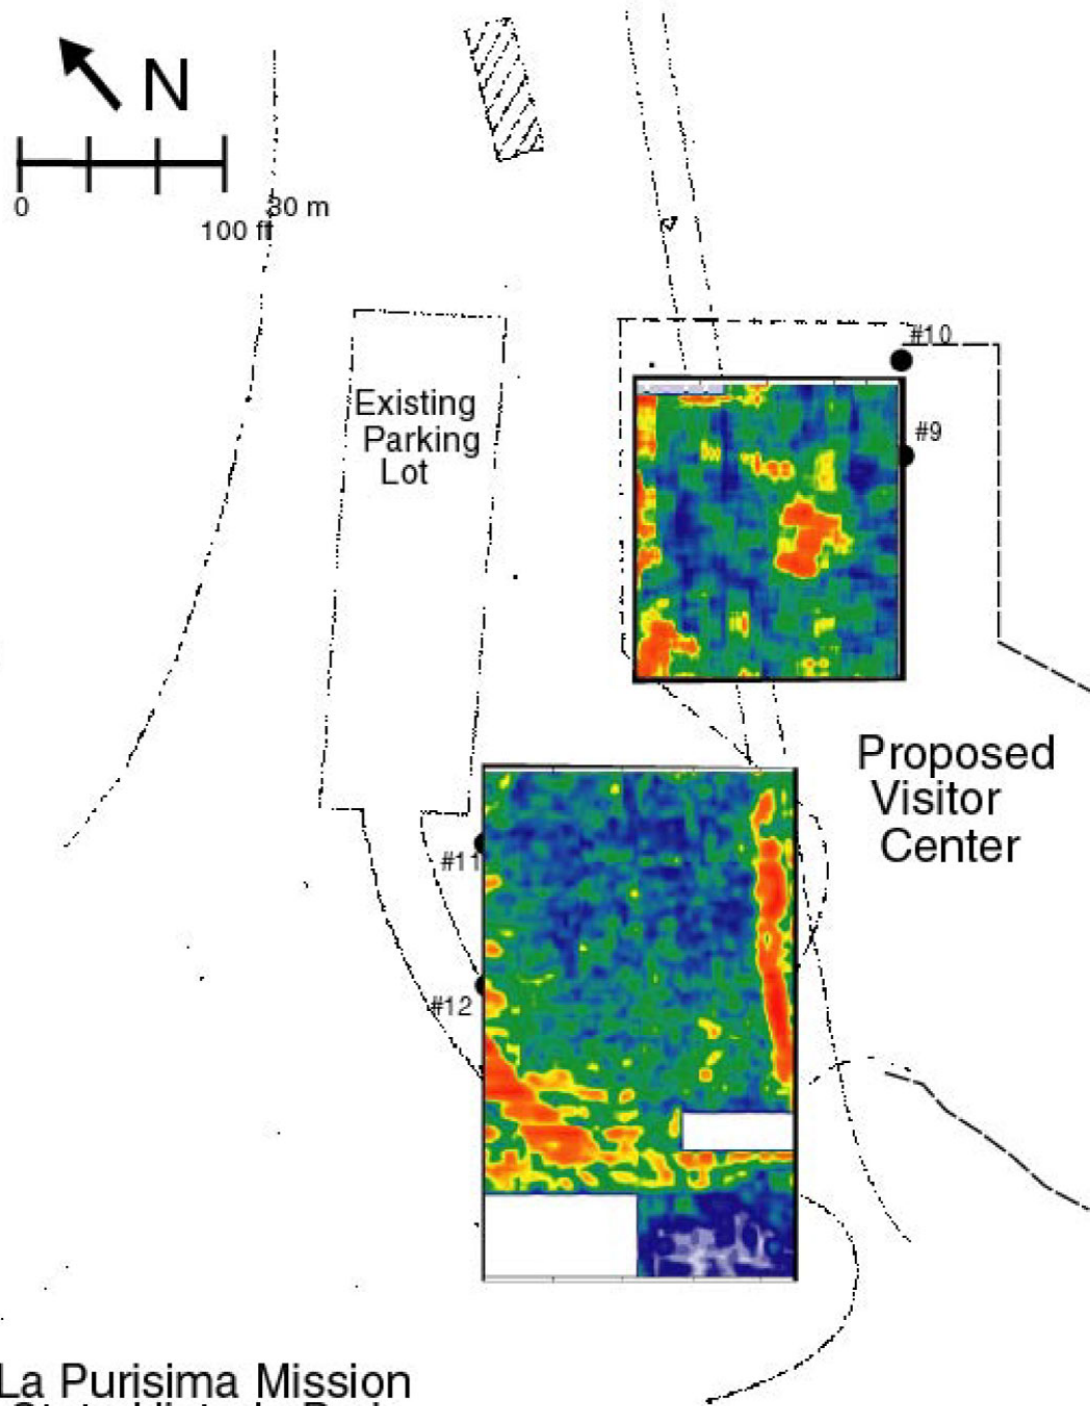 N
0
30 m
100 ft
#10
Existing
Parking
Lot
#9
Proposed
Visitor
Center
#11
#12
La Purisima Mission